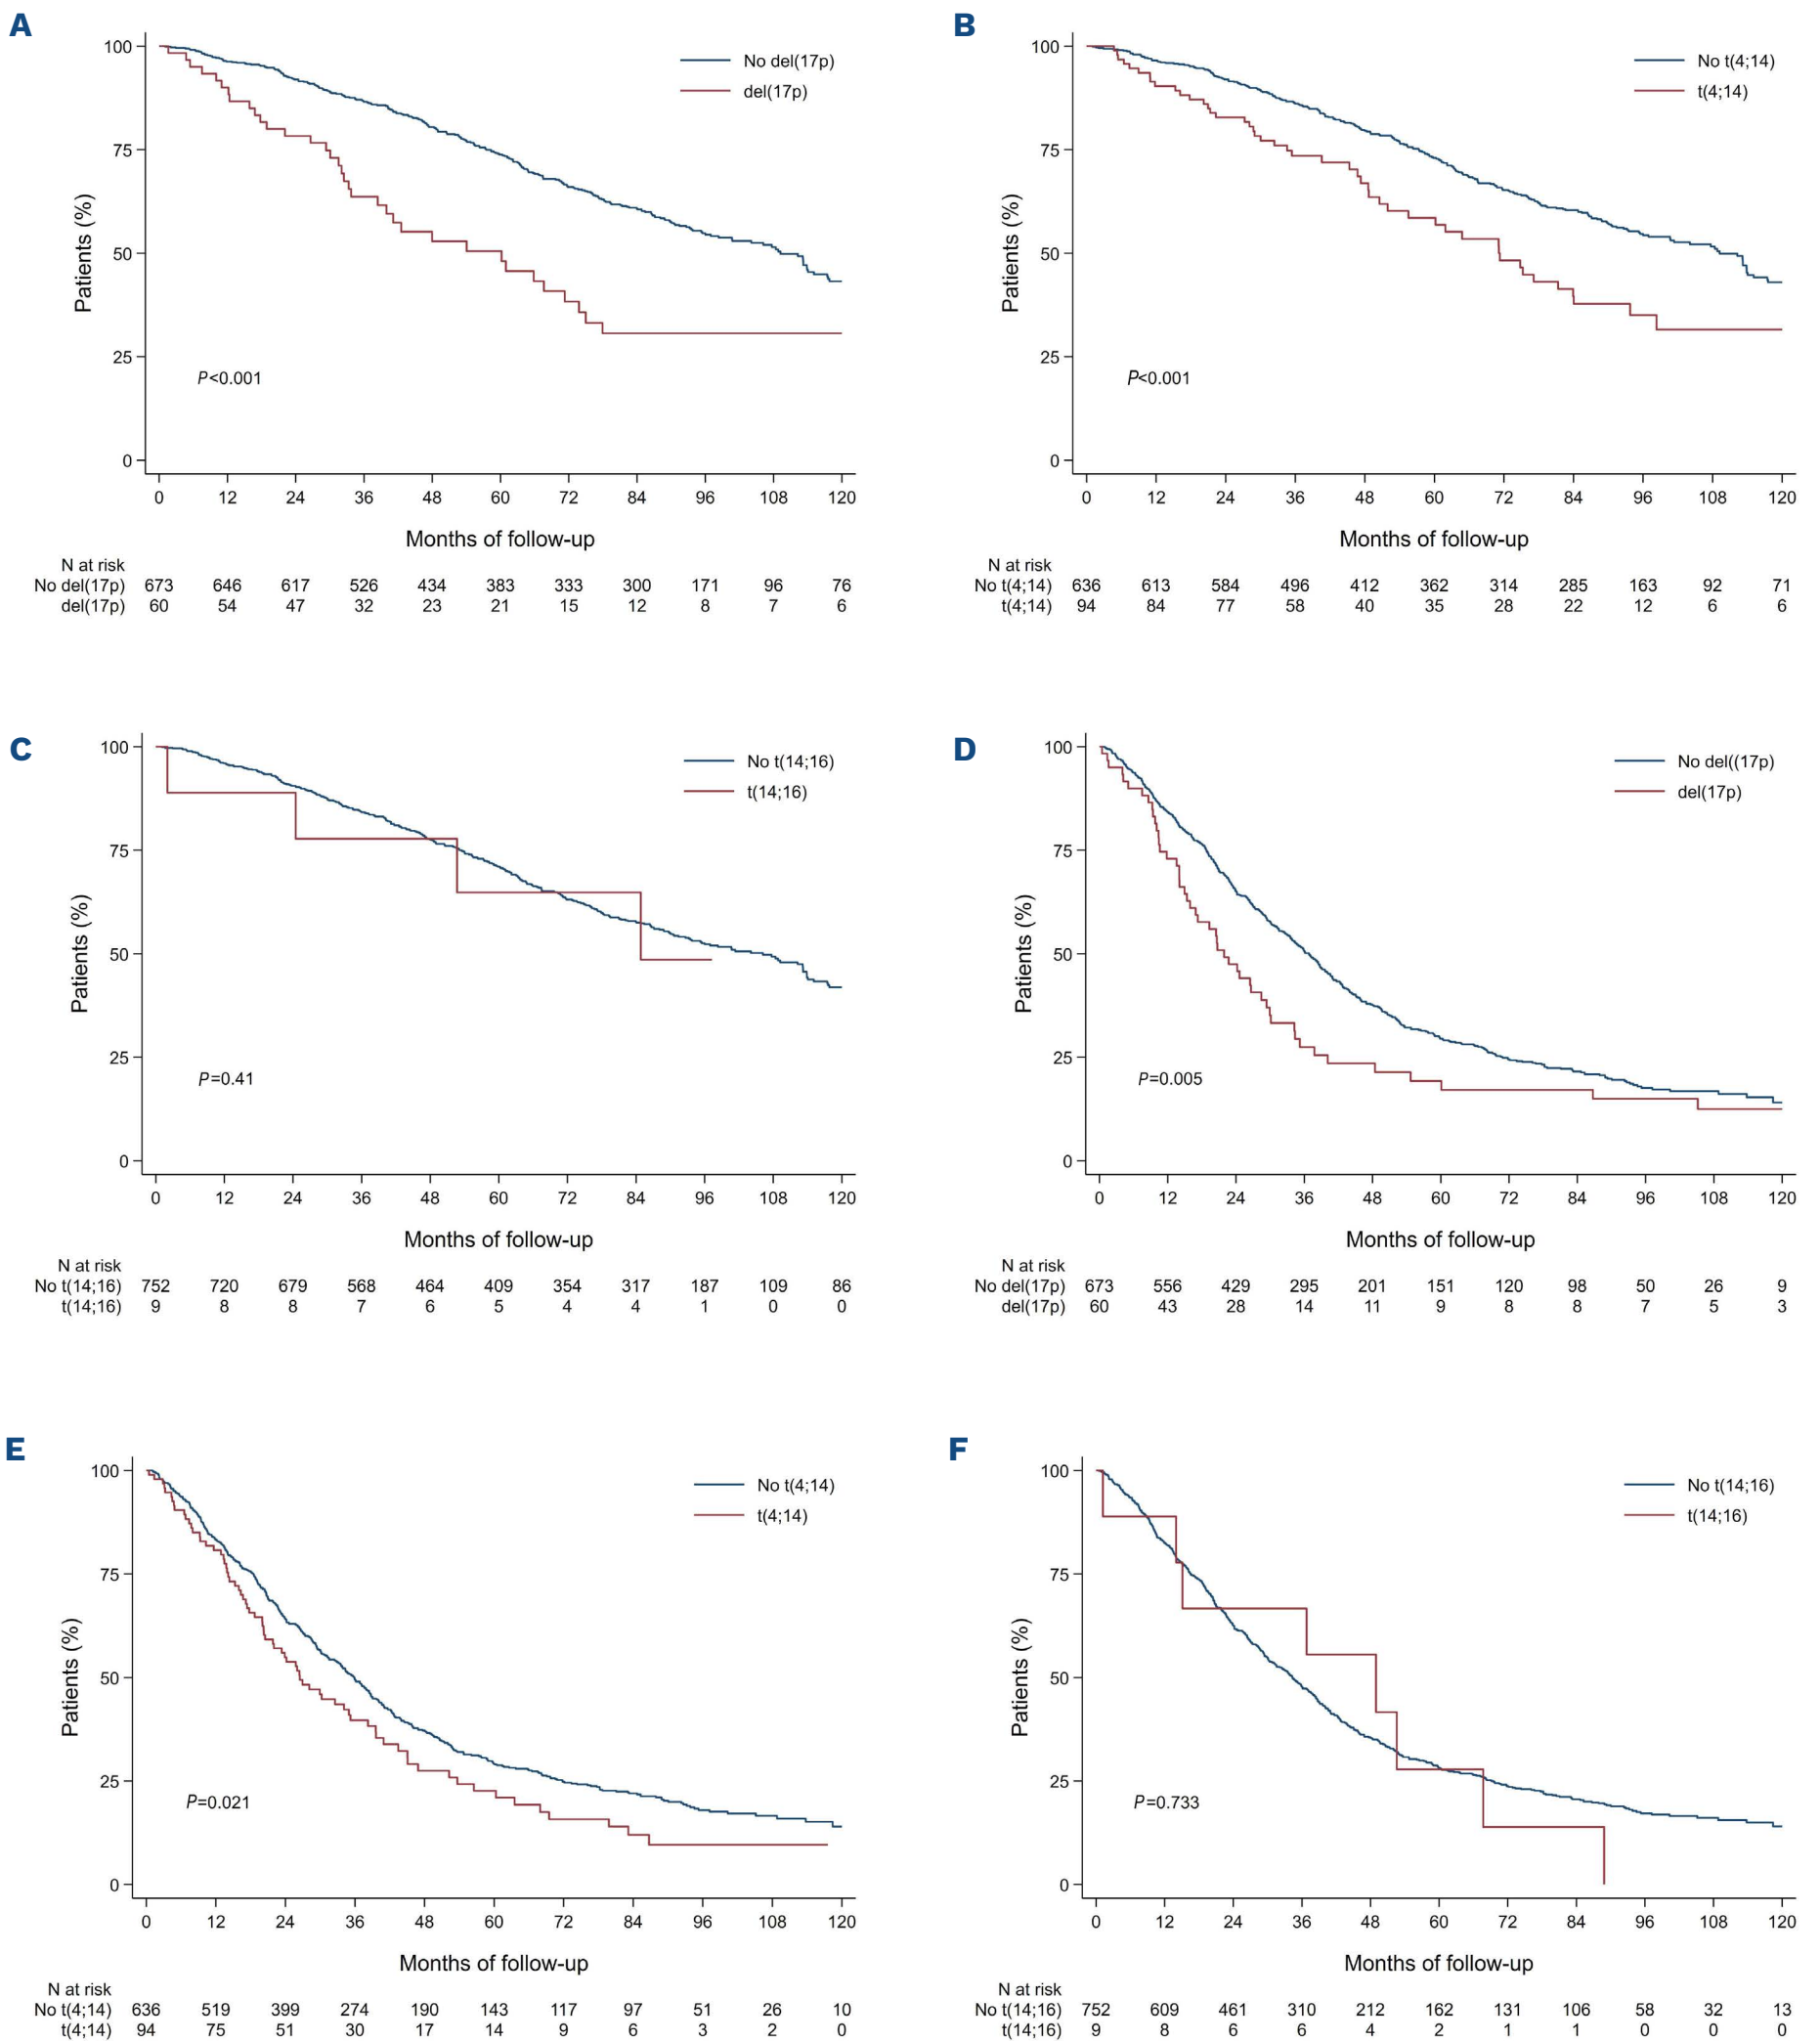 A
100
75
50
25
0
Patients (%)
No del(17p)
del(17p)
P<0.001
0 12 24 36 48 60 72 84 96 108 120
Months of follow-up
N at risk
No del(17p) 673 646 617 526 434 383 333 300 171 96 76
del(17p) 60 54 47 32 23 21 15 12 8 7 6
B
100
75
50
25
0
Patients (%)
No t(4;14)
t(4;14)
P<0.001
0 12 24 36 48 60 72 84 96 108 120
Months of follow-up
N at risk
No t(4;14) 636 613 584 496 412 362 314 285 163 92 71
t(4;14) 94 84 77 58 40 35 28 22 12 6 6
C
100
75
50
25
0
Patients (%)
No t(14;16)
t(14;16)
P=0.41
0 12 24 36 48 60 72 84 96 108 120
Months of follow-up
N at risk
No t(14;16) 752 720 679 568 464 409 354 317 187 109 86
t(14;16) 9 8 8 7 6 5 4 4 1 0 0
D
100
75
50
25
0
Patients (%)
No del((17p)
del(17p)
P=0.005
0 12 24 36 48 60 72 84 96 108 120
Months of follow-up
N at risk
No del(17p) 673 556 429 295 201 151 120 98 50 26 9
del(17p) 60 43 28 14 11 9 8 8 7 5 3
E
100
75
50
25
0
Patients (%)
No t(4;14)
t(4;14)
P=0.021
0 12 24 36 48 60 72 84 96 108 120
Months of follow-up
N at risk
No t(4;14) 636 519 399 274 190 143 117 97 51 26 10
t(4;14) 94 75 51 30 17 14 9 6 3 2 0
F
100
75
50
25
0
Patients (%)
No t(14;16)
t(14;16)
P=0.733
0 12 24 36 48 60 72 84 96 108 120
Months of follow-up
N at risk
No t(14;16) 752 609 461 310 212 162 131 106 58 32 13
t(14;16) 9 8 6 6 4 2 1 1 0 0 0